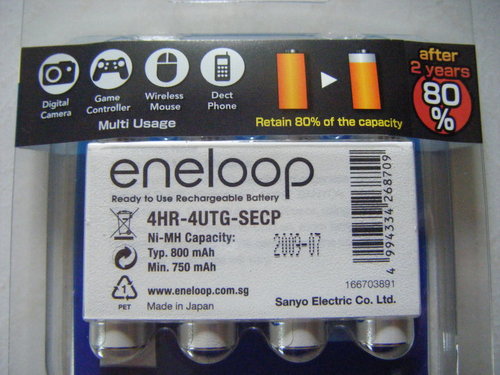 Digital Camera
Game Controller
Wireless Mouse
Dect Phone
Multi Usage
Retain 80% of the capacity
after
2 years
80
%
eneloop
Ready to Use Rechargeable Battery
4HR-4UTG-SECP
Ni-MH Capacity:
Typ. 800 mAh
Min. 750 mAh
2009-07
1
PET
www.eneloop.com.sg
Made in Japan
4 994334 268709
166703891
Sanyo Electric Co. Ltd.